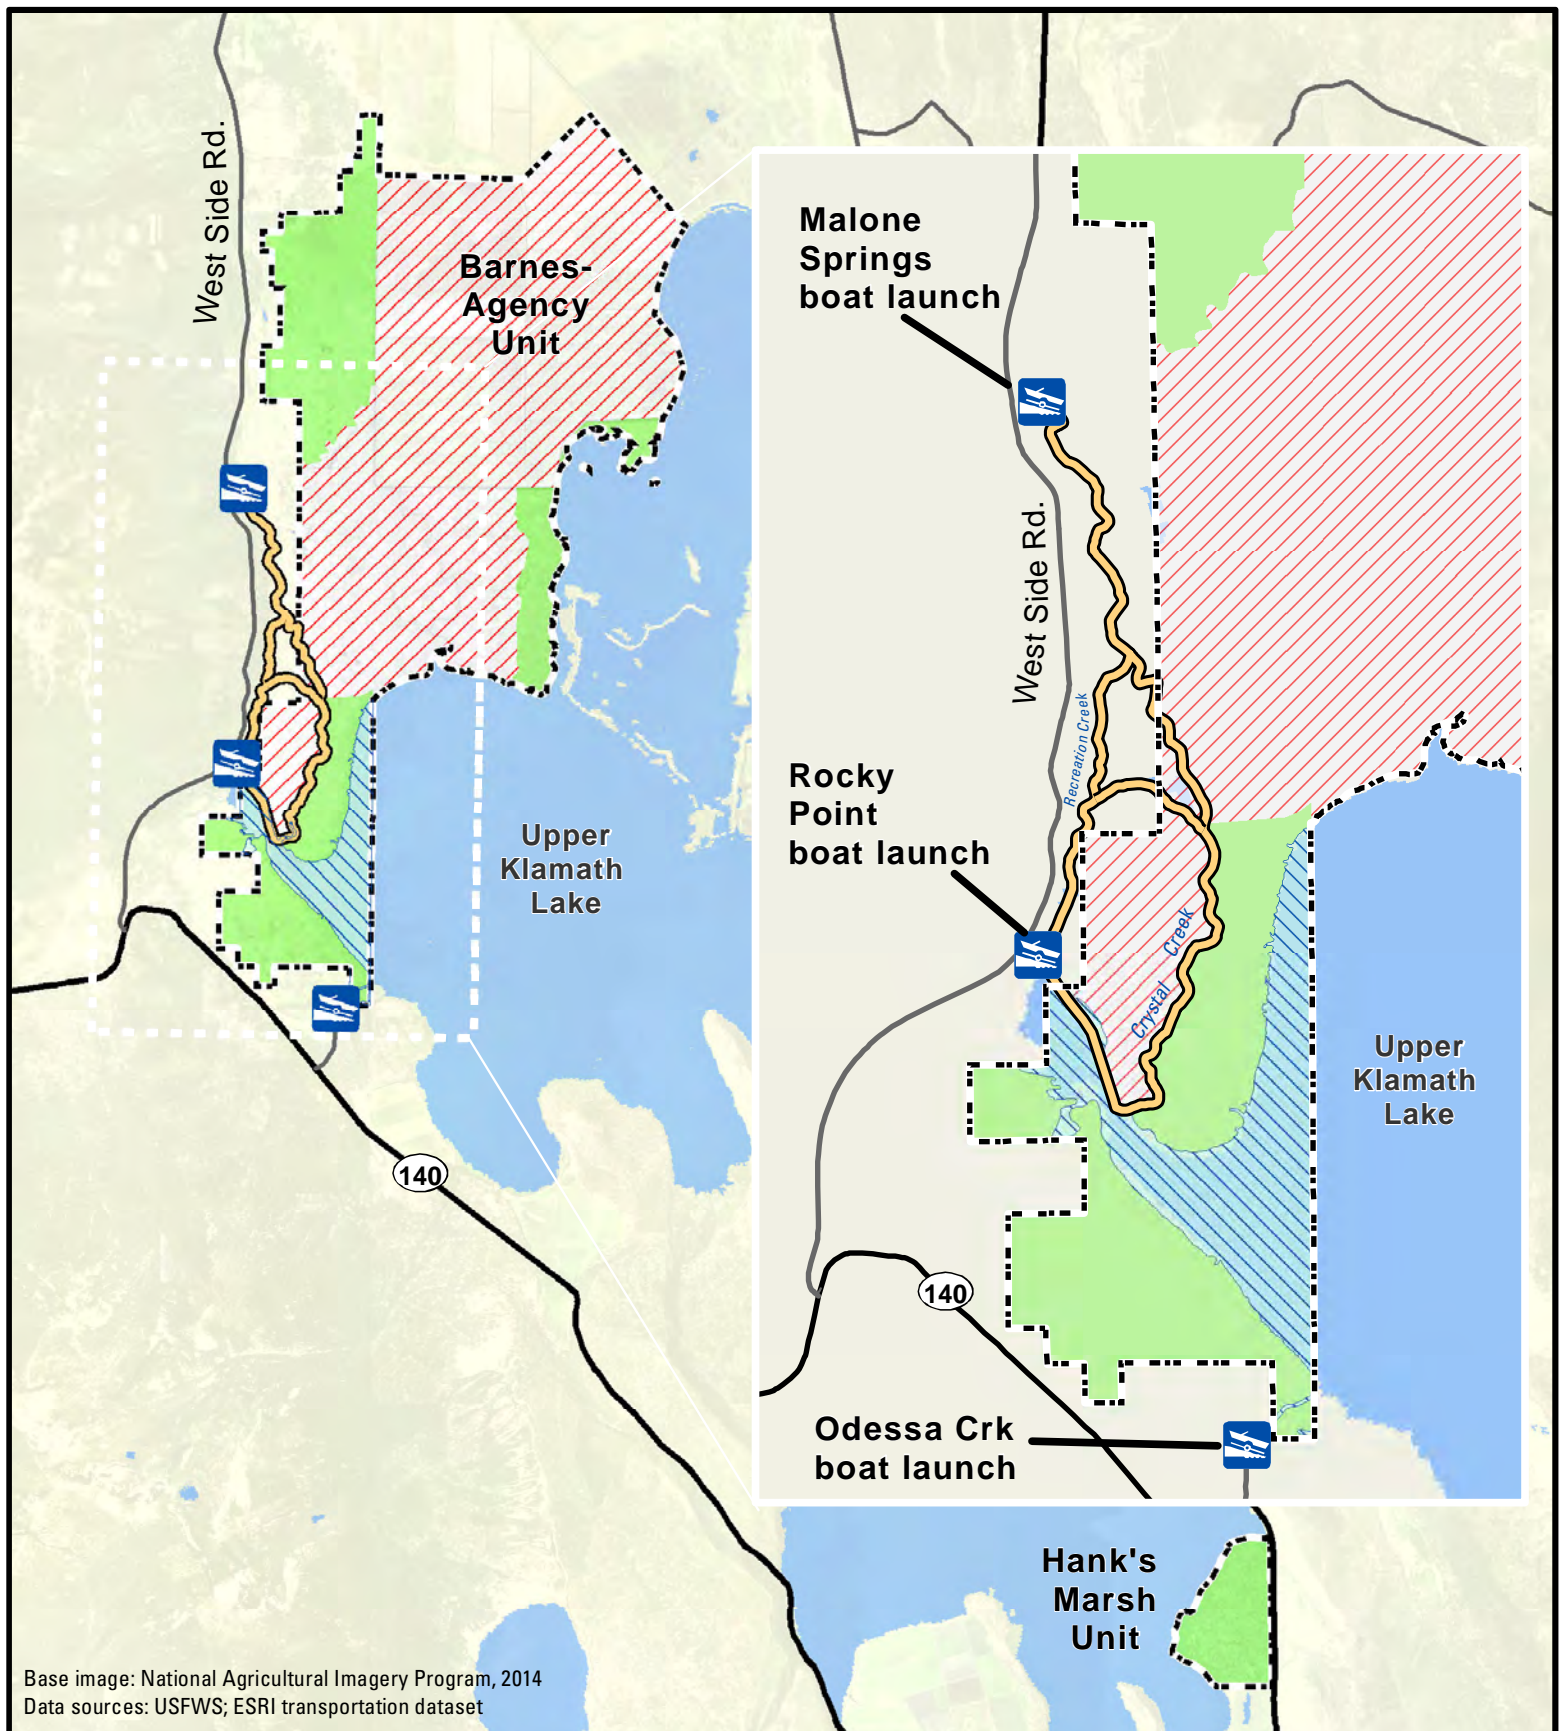 West Side Rd.
Barnes-
Agency
Unit
Upper
Klamath
Lake
140
Malone
Springs
boat launch
West Side Rd.
Recreation Creek
Rocky
Point
boat launch
Crystal Creek
Upper
Klamath
Lake
140
Odessa Crk
boat launch
Hank's
Marsh
Unit
Base image: National Agricultural Imagery Program, 2014
Data sources: USFWS; ESRI transportation dataset